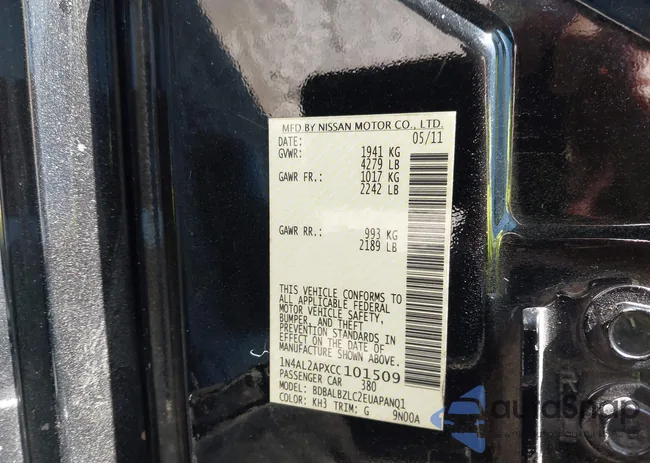 MFD BY NISSAN MOTOR CO., LTD.
DATE: 05/11
GVWR: 1941 KG
4279 LB
GAWR FR.: 1017 KG
2242 LB
GAWR RR.: 993 KG
2189 LB
THIS VEHICLE CONFORMS TO
ALL APPLICABLE FEDERAL
MOTOR VEHICLE SAFETY,
BUMPER, AND THEFT
PREVENTION STANDARDS IN
EFFECT ON THE DATE OF
MANUFACTURE SHOWN ABOVE.
1N4AL2APXCC101509
PASSENGER CAR 380
MODEL: BDBALBZLC2EUAPANQ1
COLOR: KH3 TRIM: G 9N00A
autoSnap